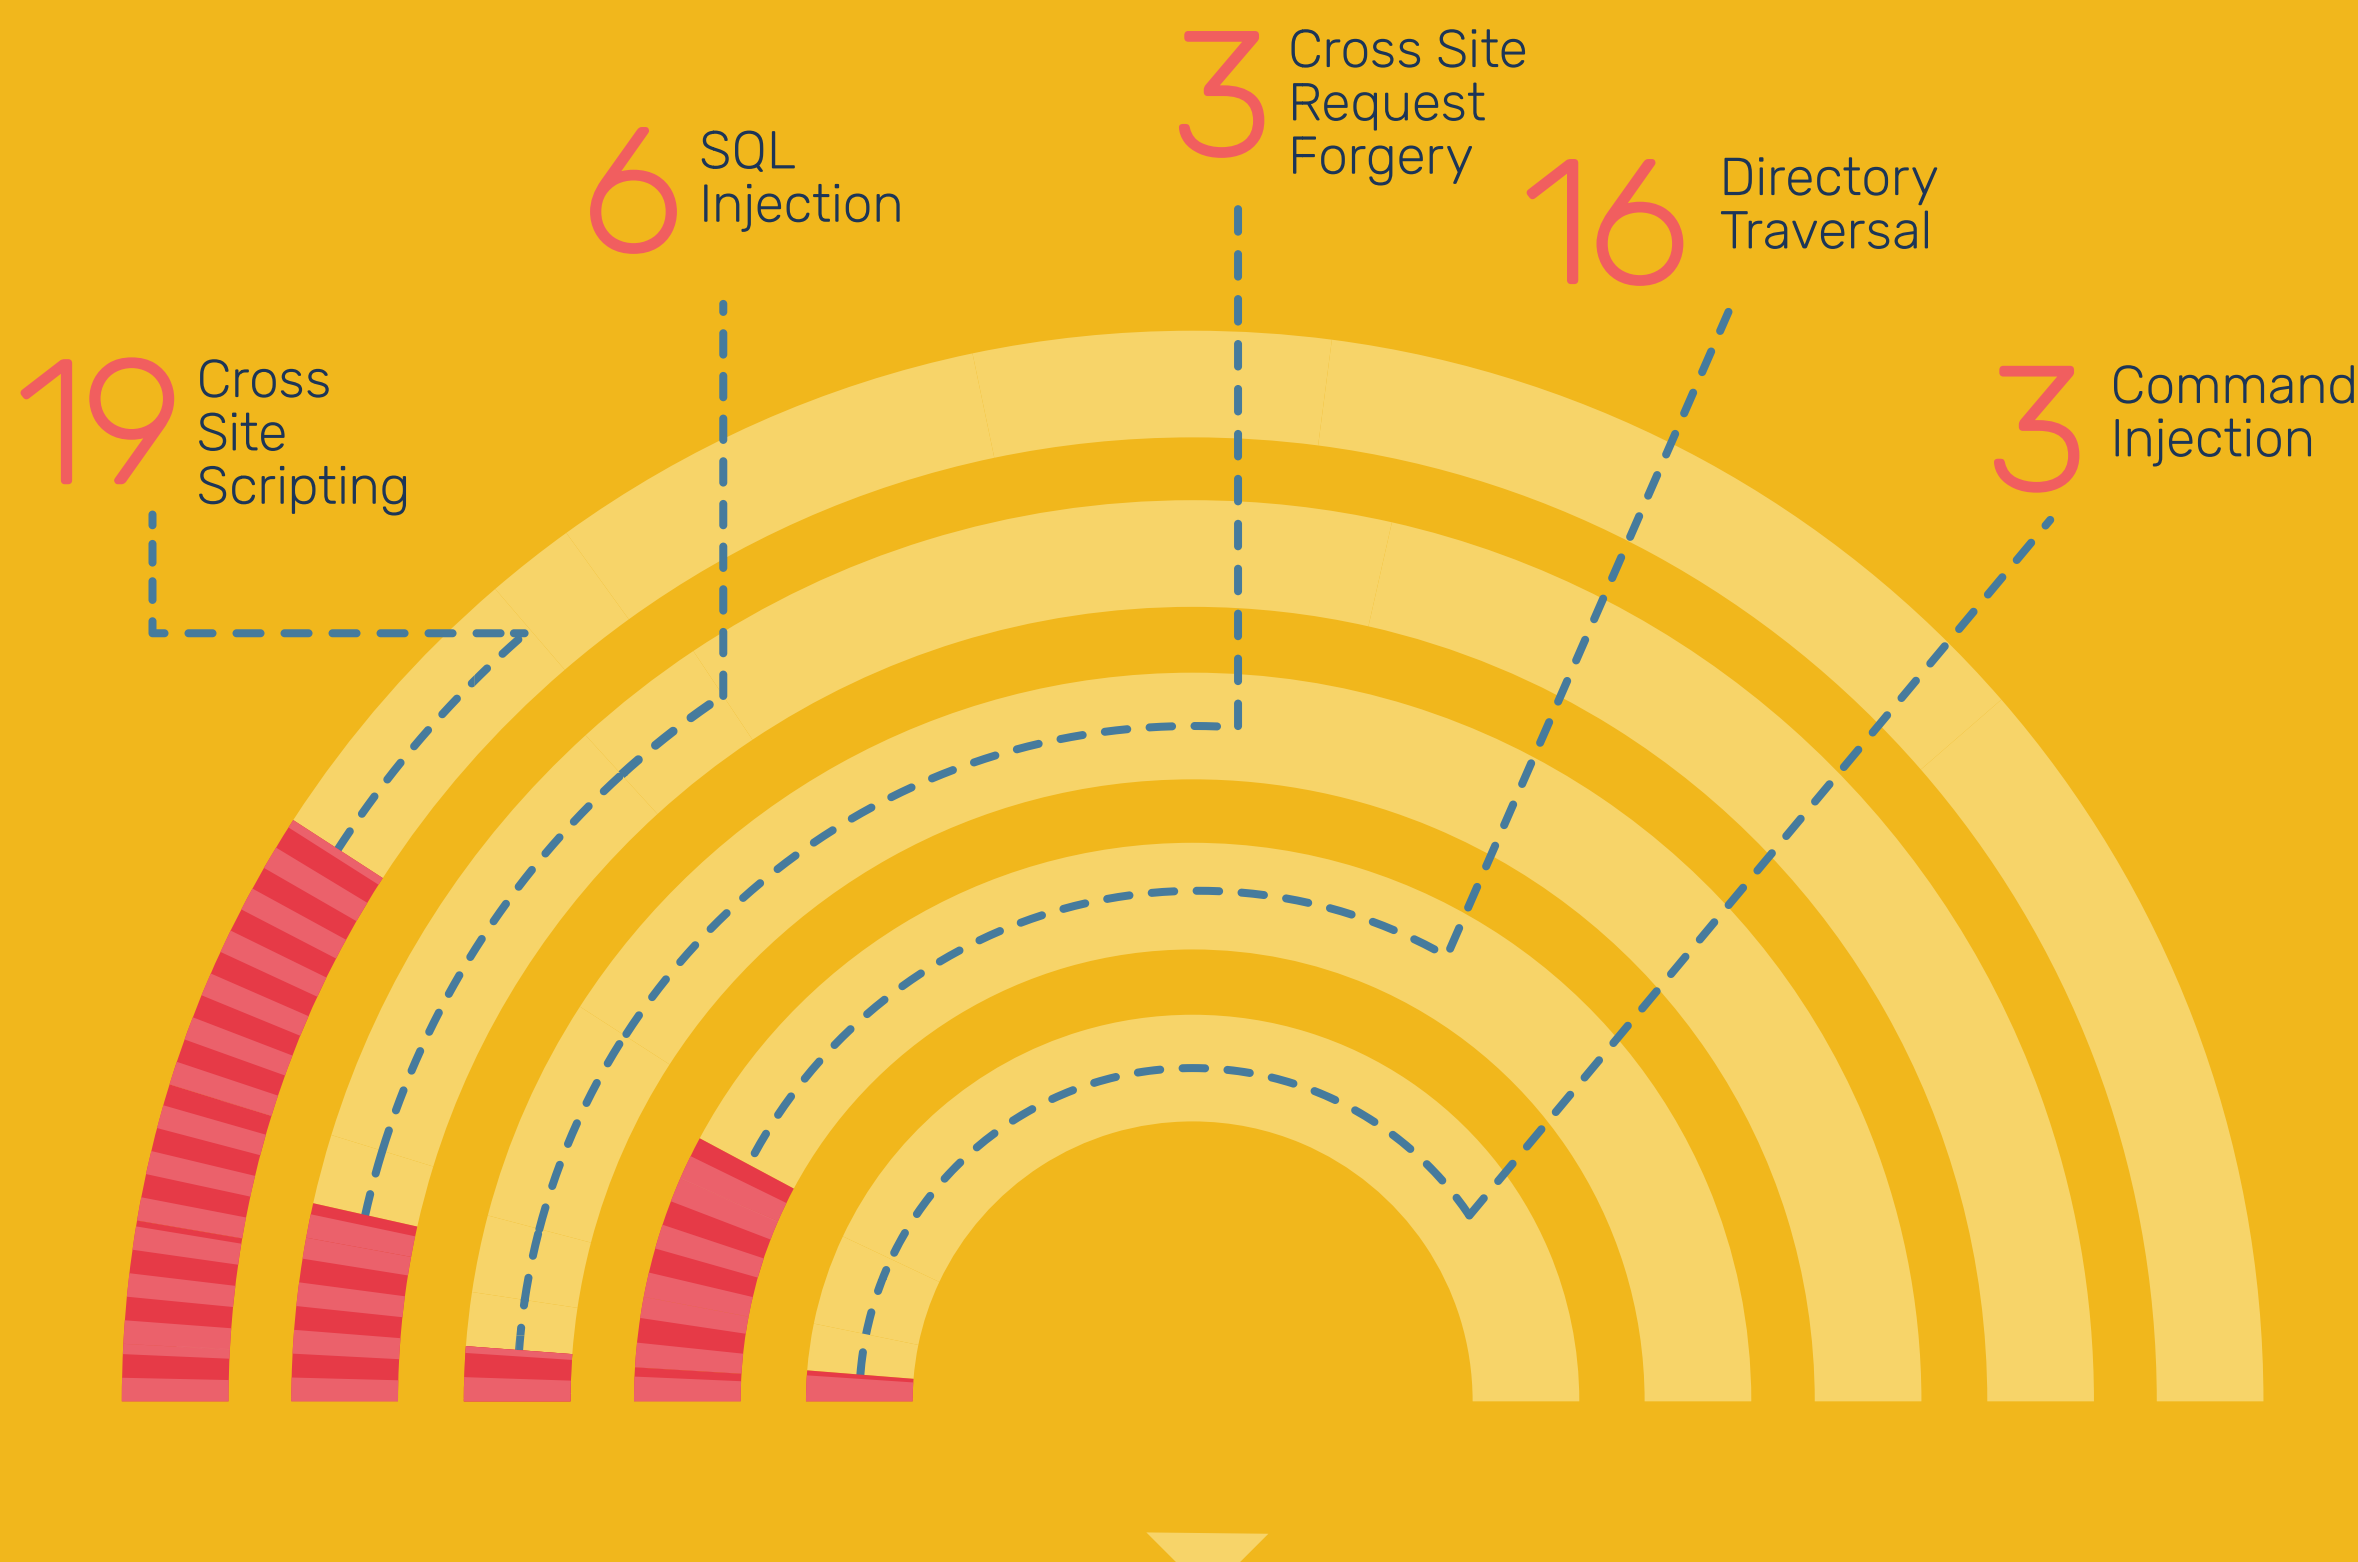 3
Cross Site
Request
Forgery
6
SQL
Injection
16
Directory
Traversal
19
Cross
Site
Scripting
3
Command
Injection